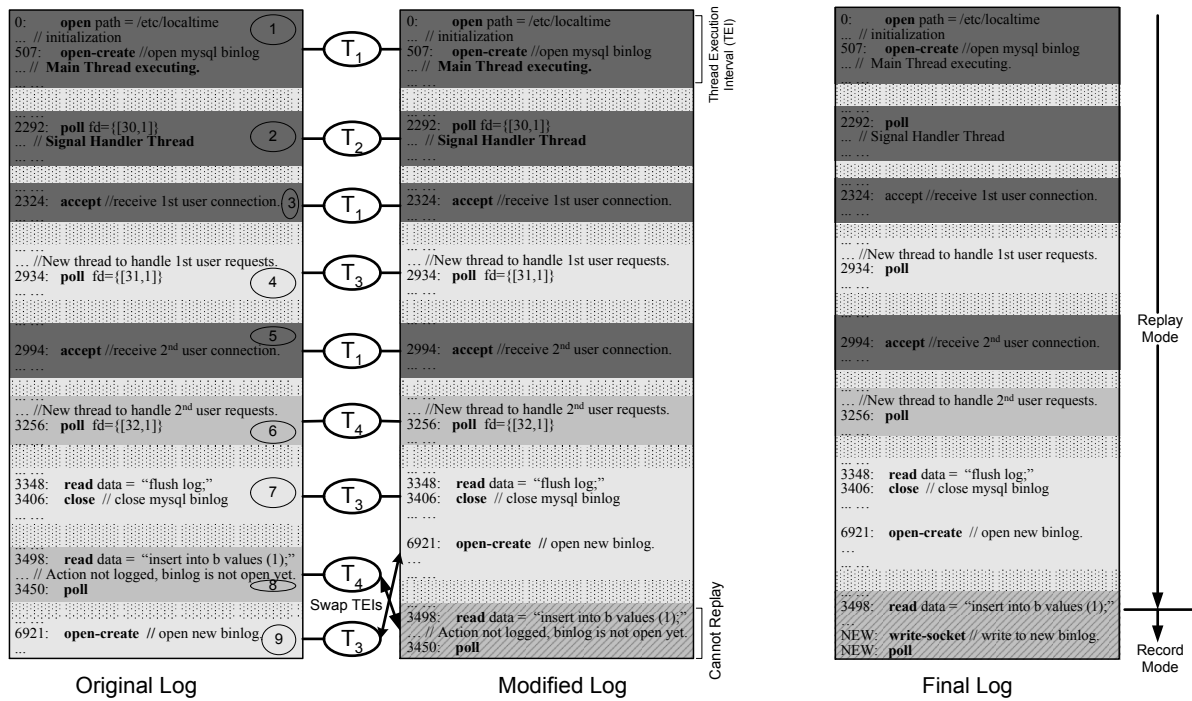 0: open path = /etc/localtime
... // initialization
507: open-create //open mysql binlog
... // Main Thread executing.
... ...
1
2292: poll fd={[30,1]}
... // Signal Handler Thread
... ...
2
... ...
2324: accept //receive 1st user connection.
... ...
3
... ...
… //New thread to handle 1st user requests.
2934: poll fd={[31,1]}
... ...
4
... ...
2994: accept //receive 2nd user connection.
... ...
5
... ...
… //New thread to handle 2nd user requests.
3256: poll fd={[32,1]}
6
... ...
3348: read data = “flush log;”
3406: close // close mysql binlog
... …
7
... ...
3498: read data = “insert into b values (1);”
… // Action not logged, binlog is not open yet.
3450: poll
8
... ...
6921: open-create // open new binlog.
...
9
Original Log
T1
T2
T1
T3
T1
T4
T3
T4
Swap TEIs
T3
0: open path = /etc/localtime
... // initialization
507: open-create //open mysql binlog
... // Main Thread executing.
... ...
2292: poll fd={[30,1]}
... // Signal Handler Thread
... ...
... ...
2324: accept //receive 1st user connection.
... ...
... ...
… //New thread to handle 1st user requests.
2934: poll fd={[31,1]}
... ...
... ...
2994: accept //receive 2nd user connection.
... ...
... ...
… //New thread to handle 2nd user requests.
3256: poll fd={[32,1]}
... ...
3348: read data = “flush log;”
3406: close // close mysql binlog
... …
6921: open-create // open new binlog.
...
... ...
... ...
3498: read data = “insert into b values (1);”
… // Action not logged, binlog is not open yet.
3450: poll
Modified Log
Thread Execution
Interval (TEI)
Cannot Replay
0: open path = /etc/localtime
... // initialization
507: open-create //open mysql binlog
... // Main Thread executing.
... ...
... ...
2292: poll
... // Signal Handler Thread
... ...
... ...
2324: accept //receive 1st user connection.
... ...
... ...
… //New thread to handle 1st user requests.
2934: poll
... ...
... ...
2994: accept //receive 2nd user connection.
... ...
... ...
… //New thread to handle 2nd user requests.
3256: poll
... ...
3348: read data = “flush log;”
3406: close // close mysql binlog
... …
6921: open-create // open new binlog.
...
... ...
... ...
3498: read data = “insert into b values (1);”
…
NEW: write-socket // write to new binlog.
NEW: poll
Final Log
Replay
Mode
Record
Mode